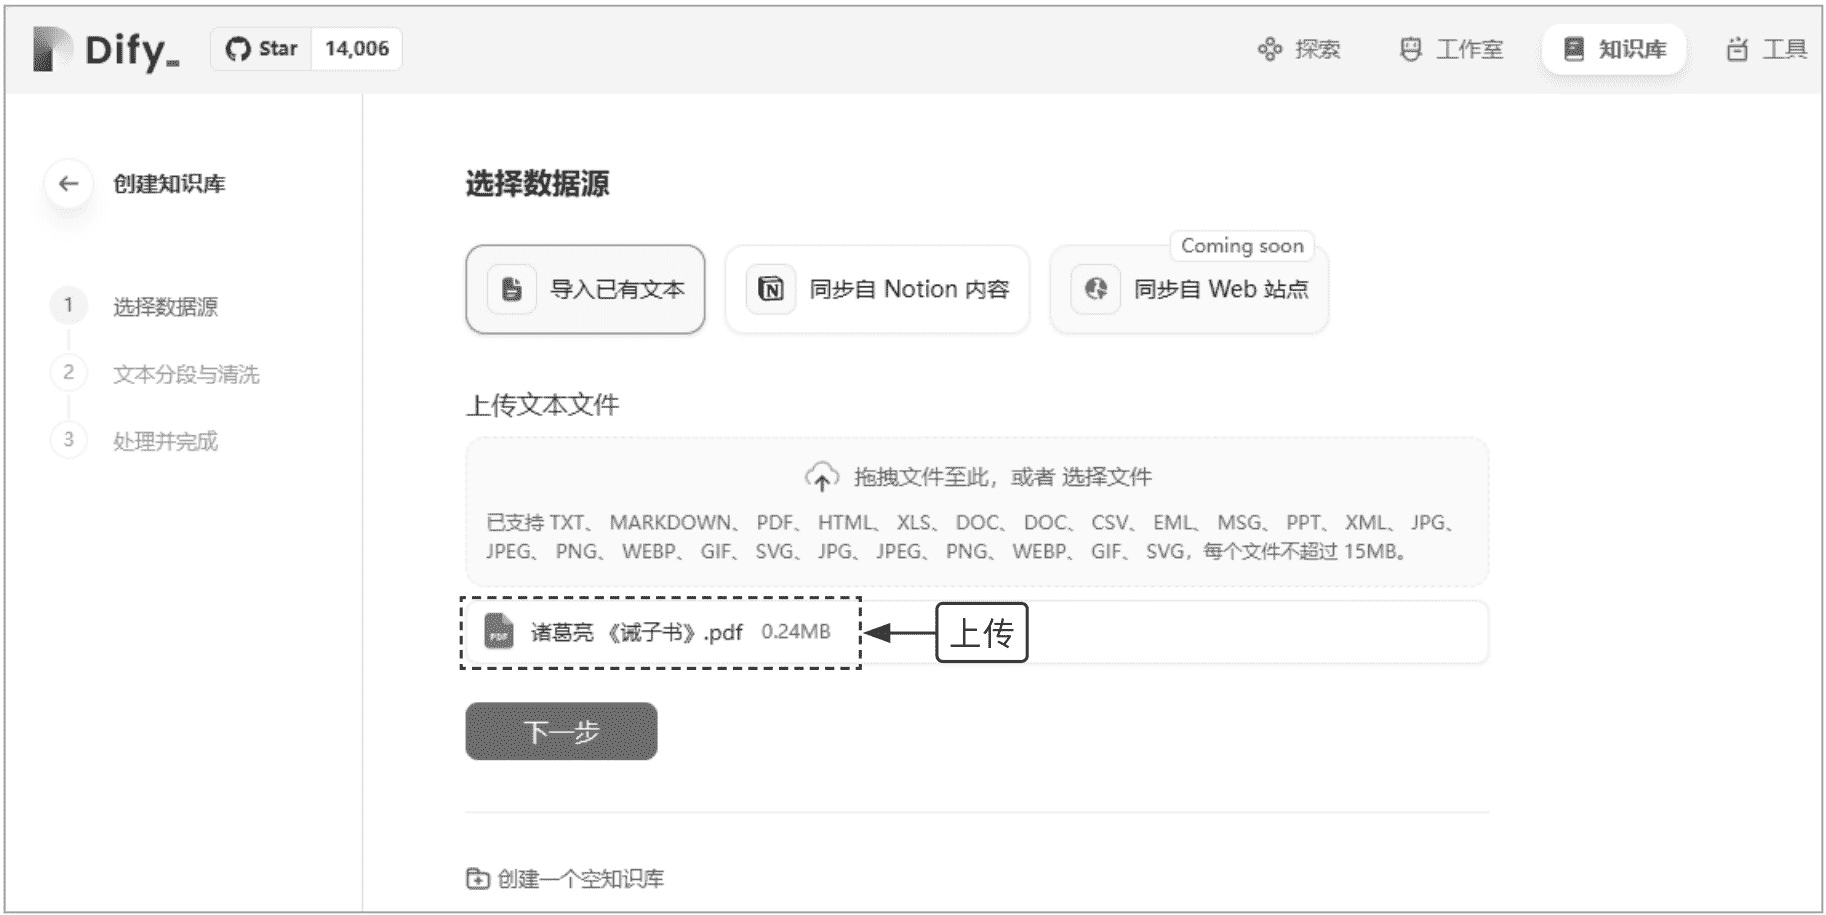 Dify_ Star 14,006 探索 工作室 知识库 工具
创建知识库
1 选择数据源
2 文本分段与清洗
3 处理并完成
选择数据源
导入已有文本
同步自 Notion 内容
Coming soon
同步自 Web 站点
上传文本文件
拖拽文件至此，或者 选择文件
已支持 TXT、 MARKDOWN、 PDF、 HTML、 XLS、 DOC、 DOC、 CSV、 EML、 MSG、 PPT、 XML、 JPG、
JPEG、 PNG、 WEBP、 GIF、 SVG、 JPG、 JPEG、 PNG、 WEBP、 GIF、 SVG，每个文件不超过 15MB。
PDF 诸葛亮 《诫子书》.pdf 0.24MB 上传
下一步
创建一个空知识库